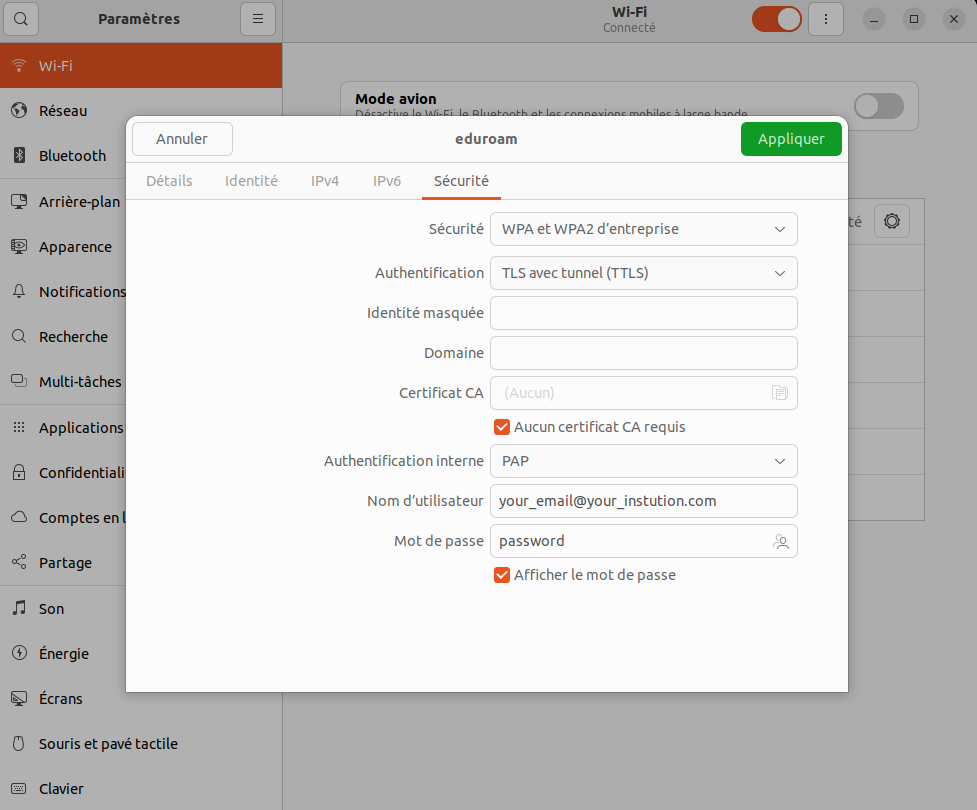 Paramètres
Wi-Fi
Connecté
Wi-Fi
Réseau
Bluetooth
Arrière-plan
Apparence
Notifications
Recherche
Multi-tâches
Applications
Confidentiali
Comptes en l
Partage
Son
Énergie
Écrans
Souris et pavé tactile
Clavier
Mode avion
Désactive le Wi-Fi, le Bluetooth et les connexions mobiles à large bande
té
Annuler
eduroam
Appliquer
Détails Identité IPv4 IPv6 Sécurité
Sécurité WPA et WPA2 d’entreprise
Authentification TLS avec tunnel (TTLS)
Identité masquée
Domaine
Certificat CA (Aucun)
Aucun certificat CA requis
Authentification interne PAP
Nom d’utilisateur your_email@your_instution.com
Mot de passe password
Afficher le mot de passe